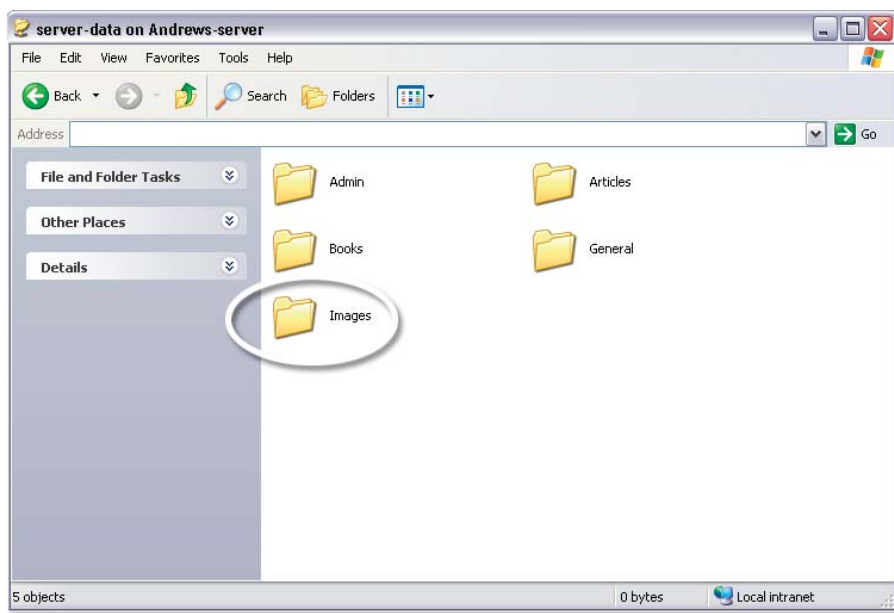 server-data on Andrews-server
File Edit View Favorites Tools Help
Back Search Folders
Address Go
File and Folder Tasks
Other Places
Details
Admin Articles
Books General
Images
5 objects 0 bytes Local intranet